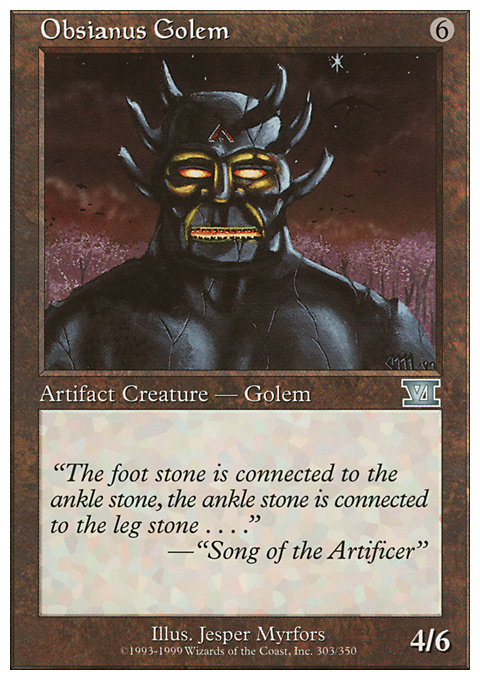 Obsianus Golem 6
Artifact Creature — Golem
VI
“The foot stone is connected to the
ankle stone, the ankle stone is connected
to the leg stone . . . .”
—“Song of the Artificer”
Illus. Jesper Myrfors
©1993-1999 Wizards of the Coast, Inc. 303/350
4/6